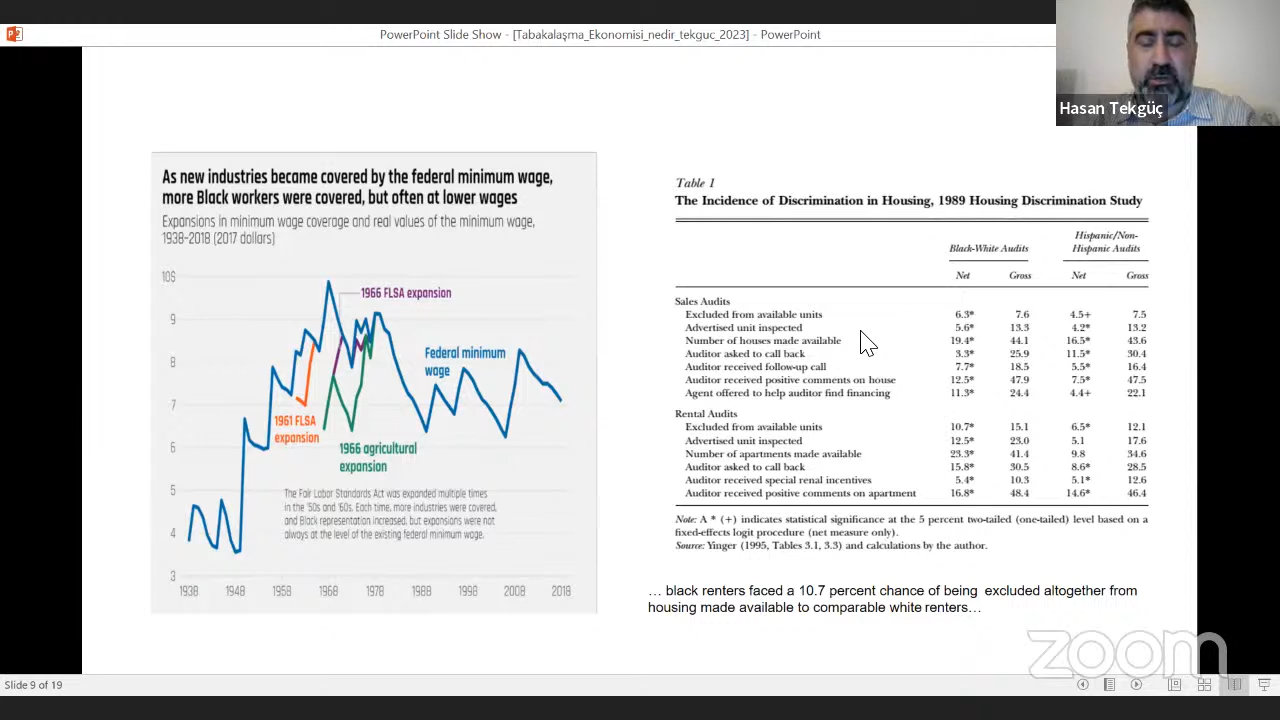 PowerPoint Slide Show - [Tabakalaşma_Ekonomisi_nedir_tekguc_2023] - PowerPoint
Hasan Tekgüç
As new industries became covered by the federal minimum wage,
more Black workers were covered, but often at lower wages
Expansions in minimum wage coverage and real values of the minimum wage,
1938-2018 (2017 dollars)
10$
9
8
7
6
5
4
3
1966 FLSA expansion
Federal minimum
wage
1961 FLSA
expansion
1966 agricultural
expansion
The Fair Labor Standards Act was expanded multiple times
in the '50s and '60s. Each time, more industries were covered,
and Black representation increased, but expansions were not
always at the level of the existing federal minimum wage.
1938 1948 1958 1968 1978 1988 1998 2008 2018
Table 1
The Incidence of Discrimination in Housing, 1989 Housing Discrimination Study
Black-White Audits
Hispanic/Non-
Hispanic Audits
Net Gross Net Gross
Sales Audits
Excluded from available units 6.3* 7.6 4.5+ 7.5
Advertised unit inspected 5.6* 13.3 4.2* 13.2
Number of houses made available 19.4* 44.1 16.5* 43.6
Auditor asked to call back 3.3* 25.9 11.5* 30.4
Auditor received follow-up call 7.7* 18.5 5.5* 16.4
Auditor received positive comments on house 12.5* 47.9 7.5* 47.5
Agent offered to help auditor find financing 11.3* 24.4 4.4+ 22.1
Rental Audits
Excluded from available units 10.7* 15.1 6.5* 12.1
Advertised unit inspected 12.5* 23.0 5.1 17.6
Number of apartments made available 23.3* 41.4 9.8 34.6
Auditor asked to call back 15.8* 30.5 8.6* 28.5
Auditor received special renal incentives 5.4* 10.3 5.1* 12.6
Auditor received positive comments on apartment 16.8* 48.4 14.6* 46.4
Note: A * (+) indicates statistical significance at the 5 percent two-tailed (one-tailed) level based on a
fixed-effects logit procedure (net measure only).
Source: Yinger (1995, Tables 3.1, 3.3) and calculations by the author.
… black renters faced a 10.7 percent chance of being excluded altogether from
housing made available to comparable white renters…
zoom
Slide 9 of 19